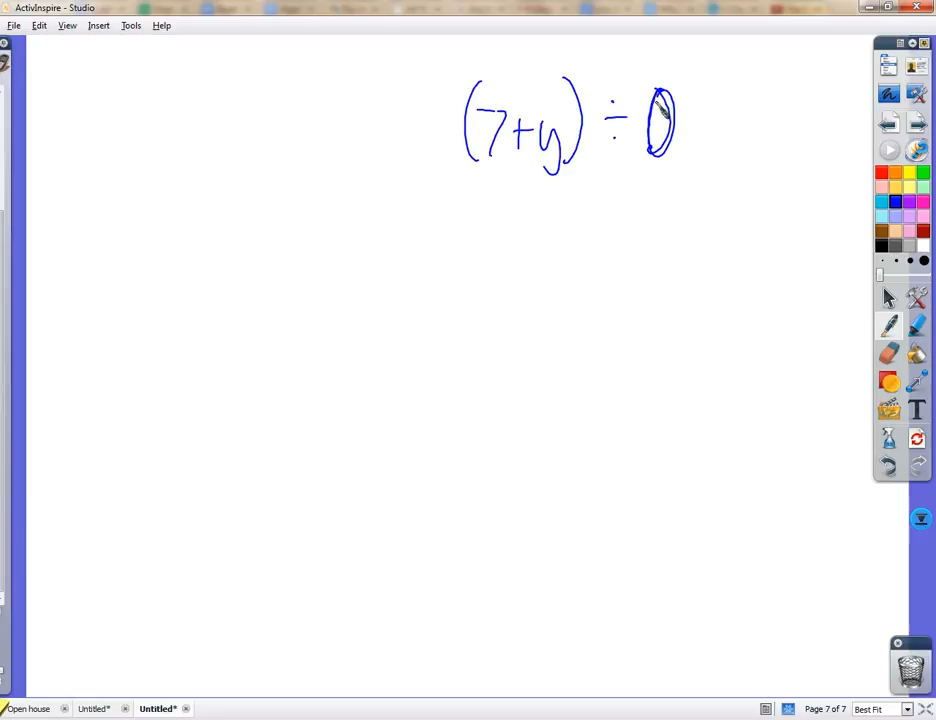 ActivInspire - Studio
File Edit View Insert Tools Help
(7+y) ÷ 0
Open house Untitled* Untitled* Page 7 of 7 Best Fit